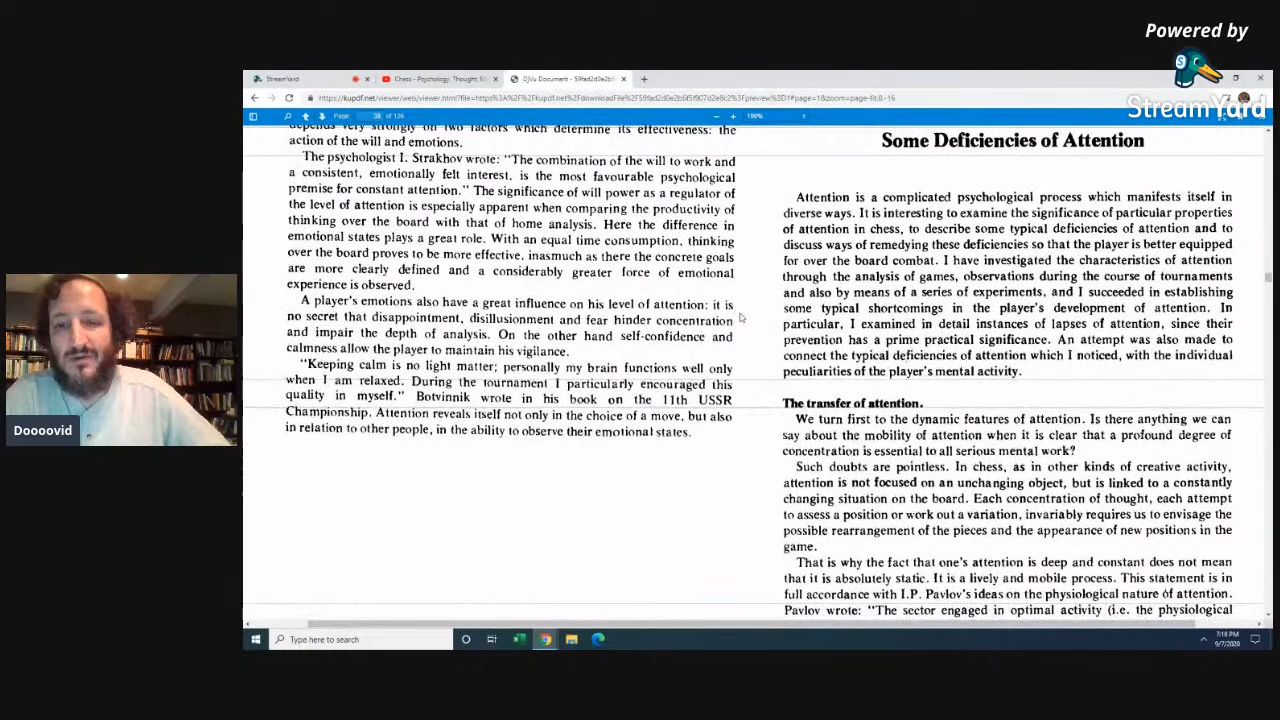 Powered by
StreamYard
StreamYard
Chess - Psychology, Thought, M
DjVu Document - 59fad2d0e2b
Page: 38 of 126
190%
depends very strongly on two factors which determine its effectiveness: the
action of the will and emotions.
The psychologist I. Strakhov wrote: "The combination of the will to work and
a consistent, emotionally felt interest, is the most favourable psychological
premise for constant attention." The significance of will power as a regulator of
the level of attention is especially apparent when comparing the productivity of
thinking over the board with that of home analysis. Here the difference in
emotional states plays a great role. With an equal time consumption, thinking
over the board proves to be more effective, inasmuch as there the concrete goals
are more clearly defined and a considerably greater force of emotional
experience is observed.
A player's emotions also have a great influence on his level of attention: it is
no secret that disappointment, disillusionment and fear hinder concentration
and impair the depth of analysis. On the other hand self-confidence and
calmness allow the player to maintain his vigilance.
"Keeping calm is no light matter; personally my brain functions well only
when I am relaxed. During the tournament I particularly encouraged this
quality in myself." Botvinnik wrote in his book on the 11th USSR
Championship. Attention reveals itself not only in the choice of a move, but also
in relation to other people, in the ability to observe their emotional states.
Some Deficiencies of Attention
Attention is a complicated psychological process which manifests itself in
diverse ways. It is interesting to examine the significance of particular properties
of attention in chess, to describe some typical deficiencies of attention and to
discuss ways of remedying these deficiencies so that the player is better equipped
for over the board combat. I have investigated the characteristics of attention
through the analysis of games, observations during the course of tournaments
and also by means of a series of experiments, and I succeeded in establishing
some typical shortcomings in the player's development of attention. In
particular, I examined in detail instances of lapses of attention, since their
prevention has a prime practical significance. An attempt was also made to
connect the typical deficiencies of attention which I noticed, with the individual
peculiarities of the player's mental activity.
The transfer of attention.
We turn first to the dynamic features of attention. Is there anything we can
say about the mobility of attention when it is clear that a profound degree of
concentration is essential to all serious mental work?
Such doubts are pointless. In chess, as in other kinds of creative activity,
attention is not focused on an unchanging object, but is linked to a constantly
changing situation on the board. Each concentration of thought, each attempt
to assess a position or work out a variation, invariably requires us to envisage the
possible rearrangement of the pieces and the appearance of new positions in the
game.
That is why the fact that one's attention is deep and constant does not mean
that it is absolutely static. It is a lively and mobile process. This statement is in
full accordance with I.P. Pavlov's ideas on the physiological nature of attention.
Pavlov wrote: "The sector engaged in optimal activity (i.e. the physiological
Doooovid
Type here to search
7:18 PM
9/7/2020